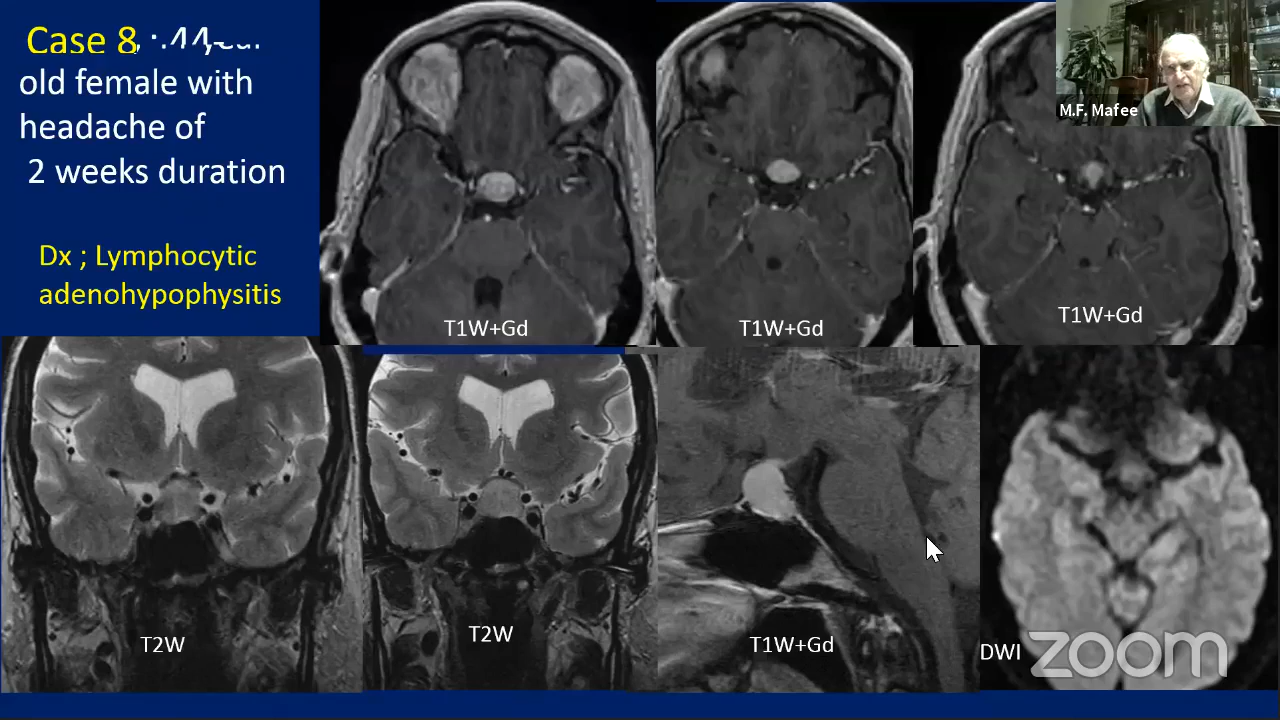 Case 8, 44
old female with
headache of
2 weeks duration
Dx ; Lymphocytic
adenohypophysitis
T1W+Gd
T1W+Gd
T1W+Gd
M.F. Mafee
T2W
T2W
T1W+Gd
DWI
zoom